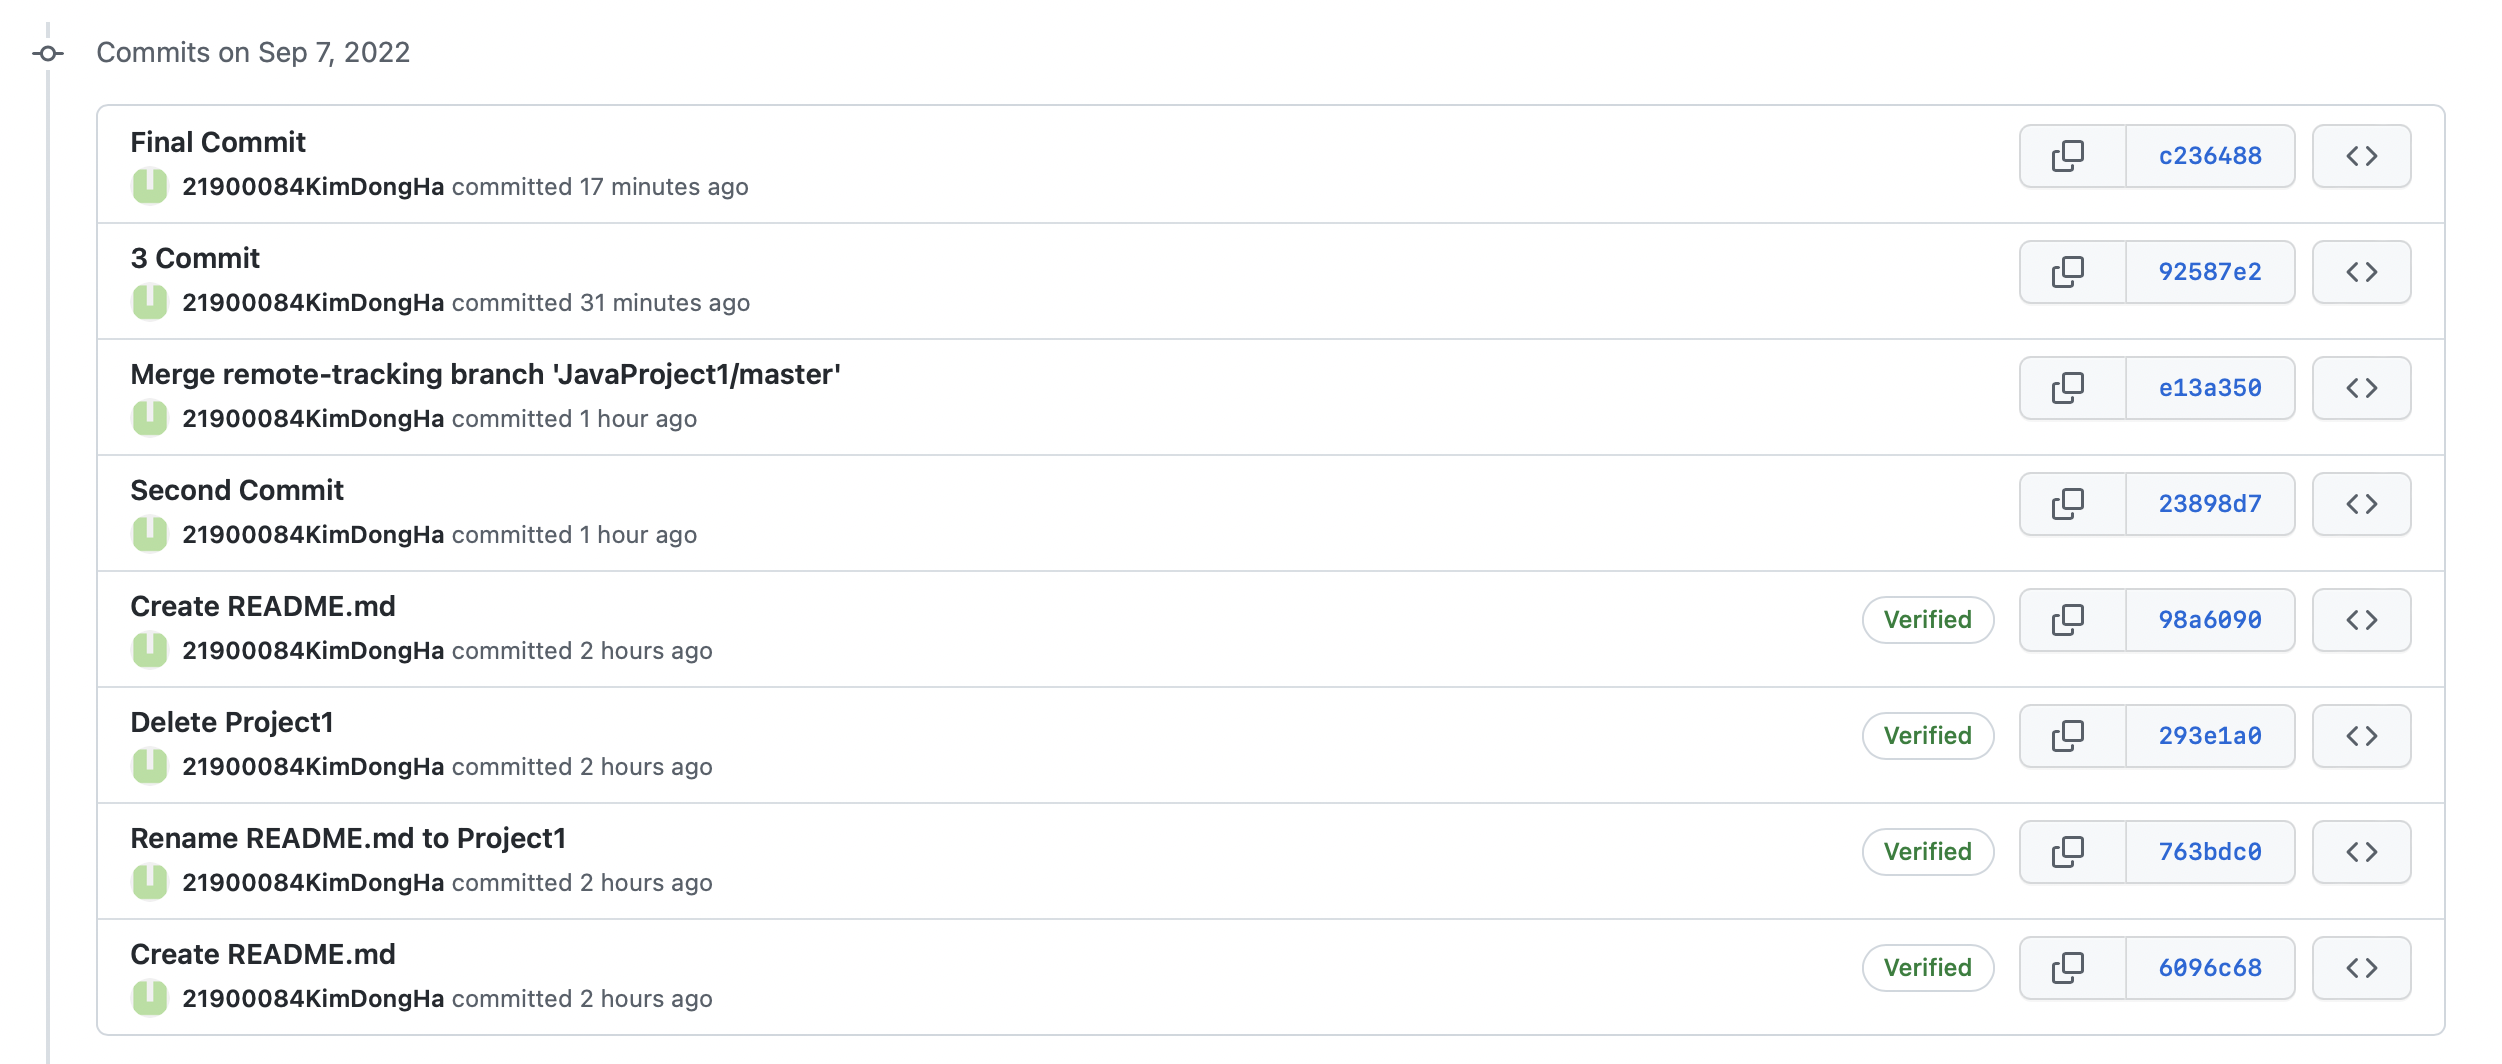 Commits on Sep 7, 2022
Final Commit
21900084KimDongHa committed 17 minutes ago
c236488
3 Commit
21900084KimDongHa committed 31 minutes ago
92587e2
Merge remote-tracking branch 'JavaProject1/master'
21900084KimDongHa committed 1 hour ago
e13a350
Second Commit
21900084KimDongHa committed 1 hour ago
23898d7
Create README.md
21900084KimDongHa committed 2 hours ago
Verified
98a6090
Delete Project1
21900084KimDongHa committed 2 hours ago
Verified
293e1a0
Rename README.md to Project1
21900084KimDongHa committed 2 hours ago
Verified
763bdc0
Create README.md
21900084KimDongHa committed 2 hours ago
Verified
6096c68